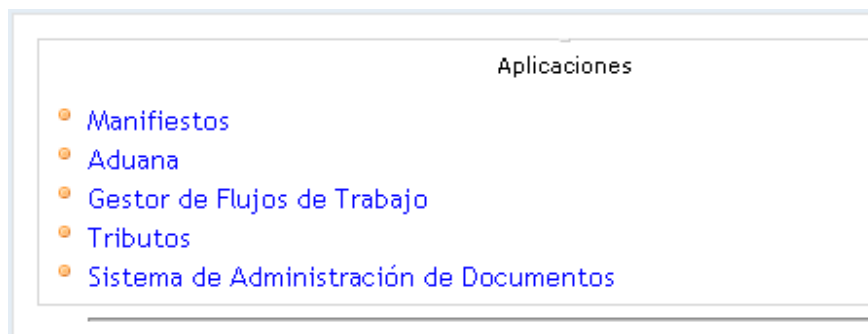 Aplicaciones
Manifiestos
Aduana
Gestor de Flujos de Trabajo
Tributos
Sistema de Administración de Documentos